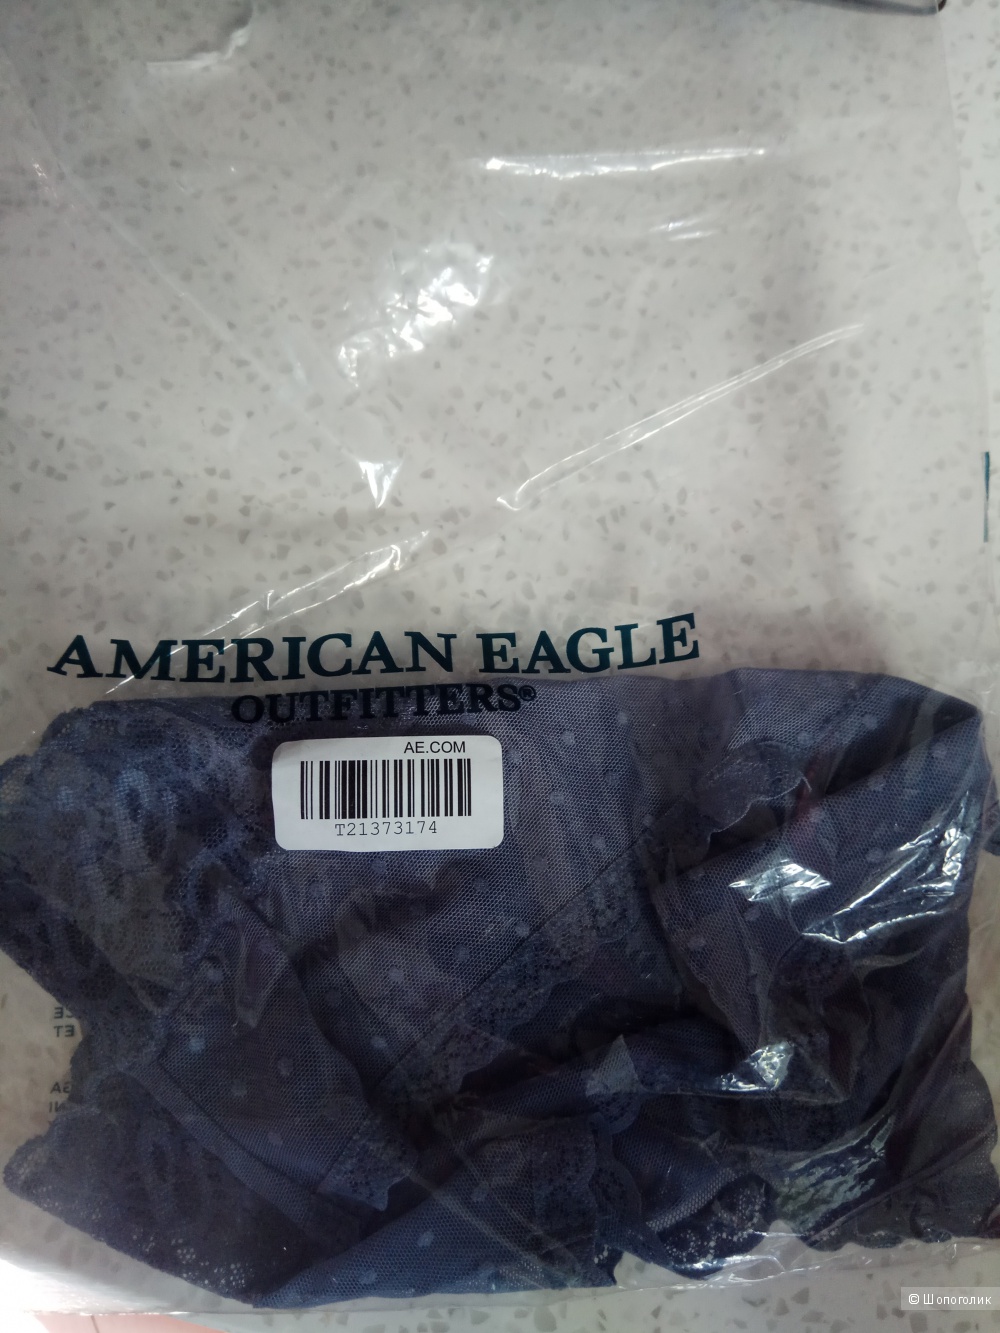 AMERICAN EAGLE
OUTFITTERS®
AE.COM
T21373174
© Шопоголик